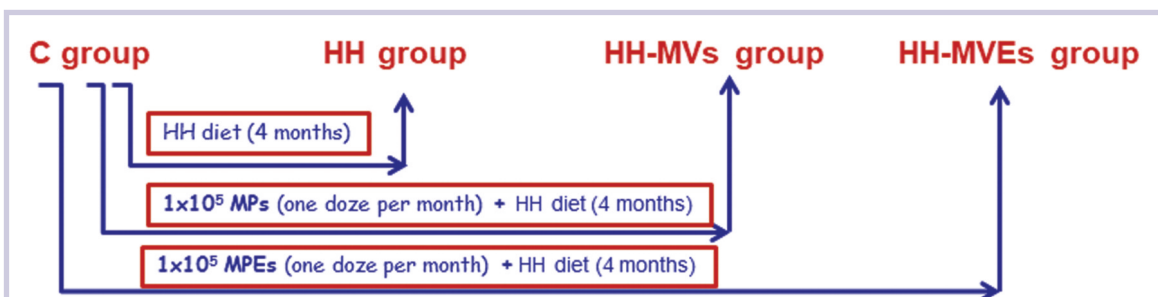 C group HH group HH-MVs group HH-MVEs group
HH diet (4 months)
1x10⁵ MPs (one doze per month) + HH diet (4 months)
1x10⁵ MPEs (one doze per month) + HH diet (4 months)